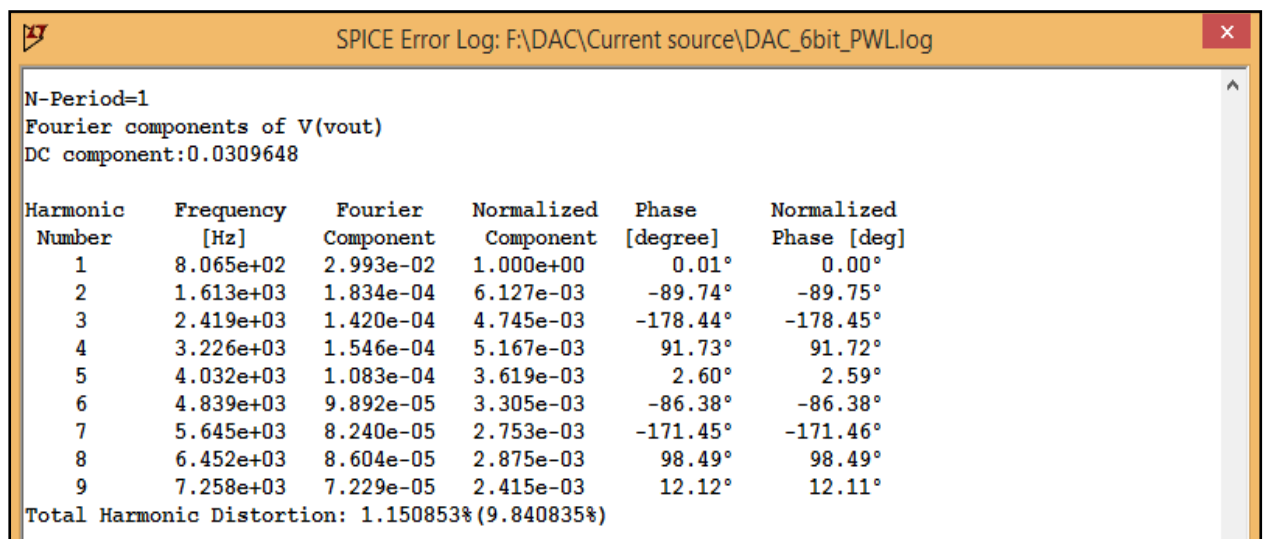 SPICE Error Log: F:\DAC\Current source\DAC_6bit_PWL.log
N-Period=1
Fourier components of V(vout)
DC component:0.0309648
Harmonic Frequency Fourier Normalized Phase Normalized
Number [Hz] Component Component [degree] Phase [deg]
1 8.065e+02 2.993e-02 1.000e+00 0.01° 0.00°
2 1.613e+03 1.834e-04 6.127e-03 -89.74° -89.75°
3 2.419e+03 1.420e-04 4.745e-03 -178.44° -178.45°
4 3.226e+03 1.546e-04 5.167e-03 91.73° 91.72°
5 4.032e+03 1.083e-04 3.619e-03 2.60° 2.59°
6 4.839e+03 9.892e-05 3.305e-03 -86.38° -86.38°
7 5.645e+03 8.240e-05 2.753e-03 -171.45° -171.46°
8 6.452e+03 8.604e-05 2.875e-03 98.49° 98.49°
9 7.258e+03 7.229e-05 2.415e-03 12.12° 12.11°
Total Harmonic Distortion: 1.150853%(9.840835%)